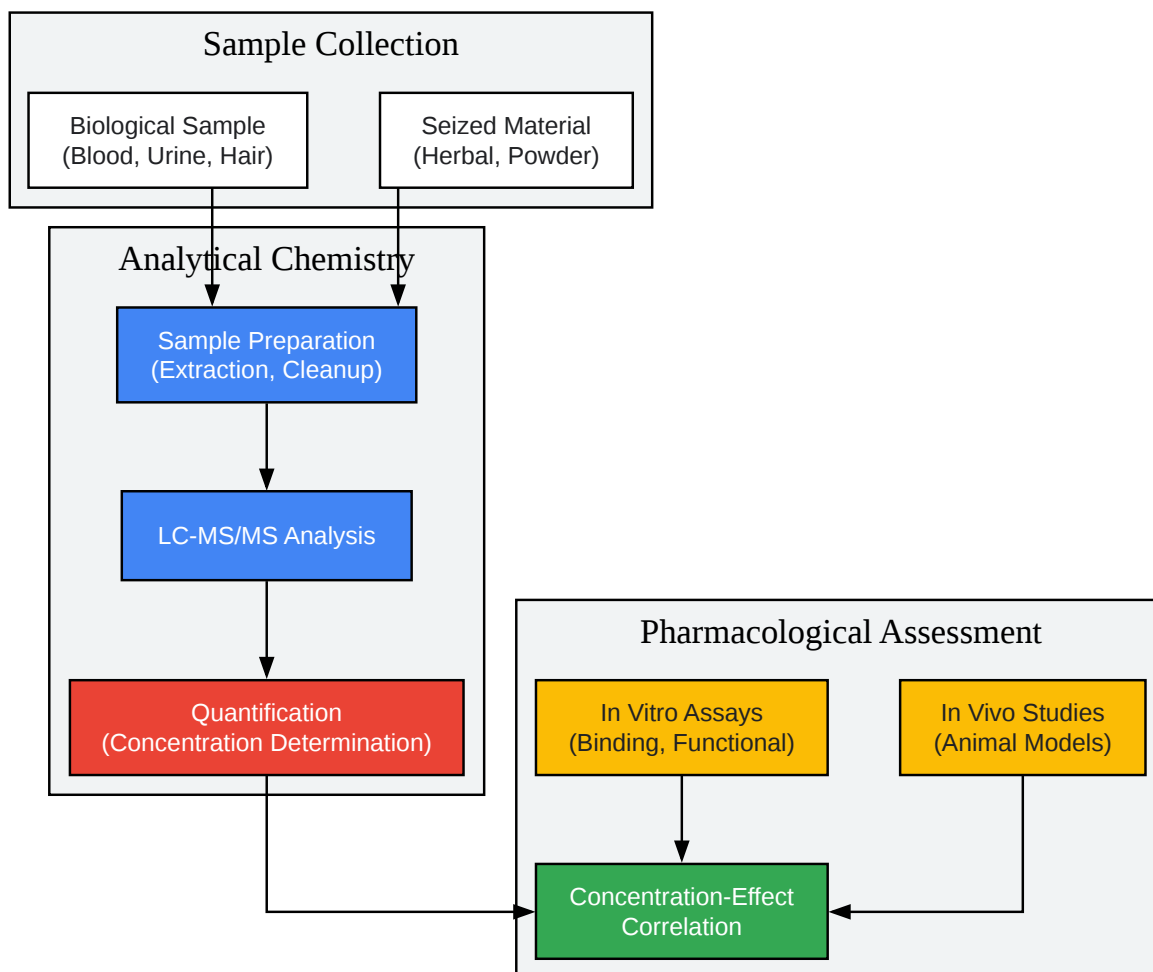 Sample Collection
Biological Sample
(Blood, Urine, Hair)
Seized Material
(Herbal, Powder)
Analytical Chemistry
Sample Preparation
(Extraction, Cleanup)
LC-MS/MS Analysis
Quantification
(Concentration Determination)
Pharmacological Assessment
In Vitro Assays
(Binding, Functional)
In Vivo Studies
(Animal Models)
Concentration-Effect
Correlation